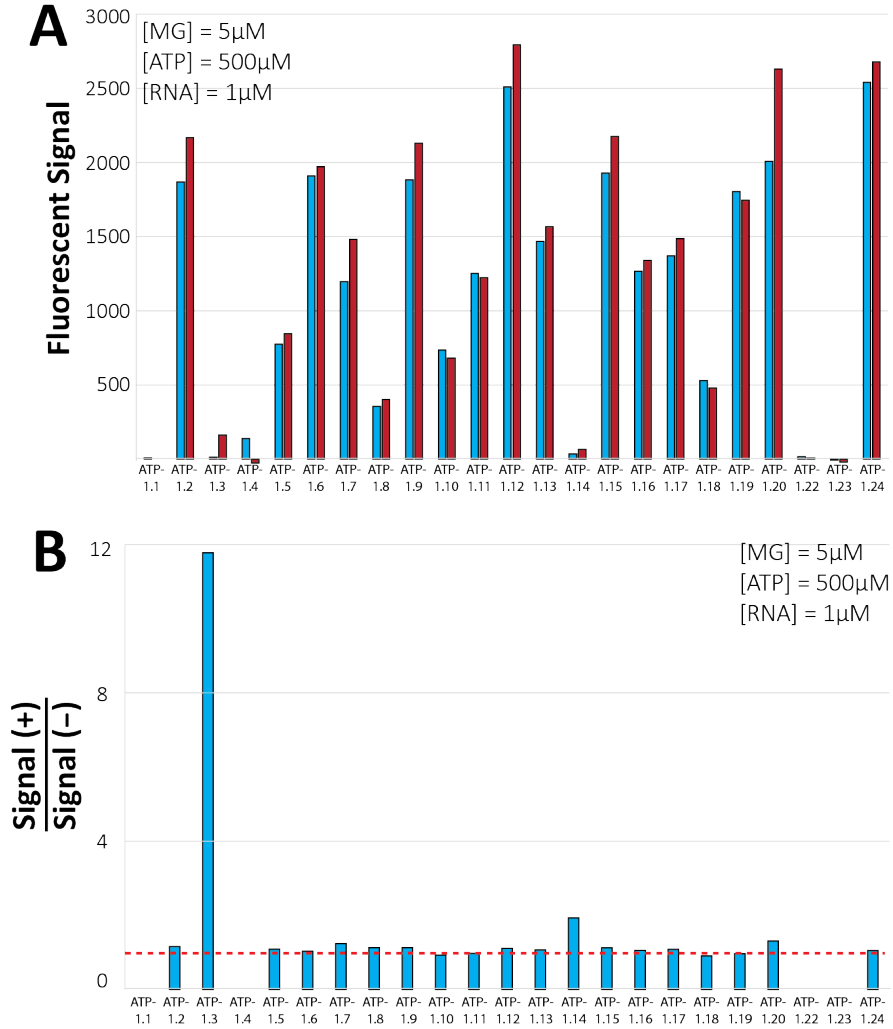 A
[MG] = 5µM
[ATP] = 500µM
[RNA] = 1µM
Fluorescent Signal
3000
2500
2000
1500
1000
500
ATP- ATP- ATP- ATP- ATP- ATP- ATP- ATP- ATP- ATP- ATP- ATP- ATP- ATP- ATP- ATP- ATP- ATP- ATP- ATP- ATP- ATP- ATP-
1.1 1.2 1.3 1.4 1.5 1.6 1.7 1.8 1.9 1.10 1.11 1.12 1.13 1.14 1.15 1.16 1.17 1.18 1.19 1.20 1.22 1.23 1.24
B
[MG] = 5µM
[ATP] = 500µM
[RNA] = 1µM
Signal (+)
Signal (−)
12
8
4
0
ATP- ATP- ATP- ATP- ATP- ATP- ATP- ATP- ATP- ATP- ATP- ATP- ATP- ATP- ATP- ATP- ATP- ATP- ATP- ATP- ATP- ATP- ATP-
1.1 1.2 1.3 1.4 1.5 1.6 1.7 1.8 1.9 1.10 1.11 1.12 1.13 1.14 1.15 1.16 1.17 1.18 1.19 1.20 1.22 1.23 1.24